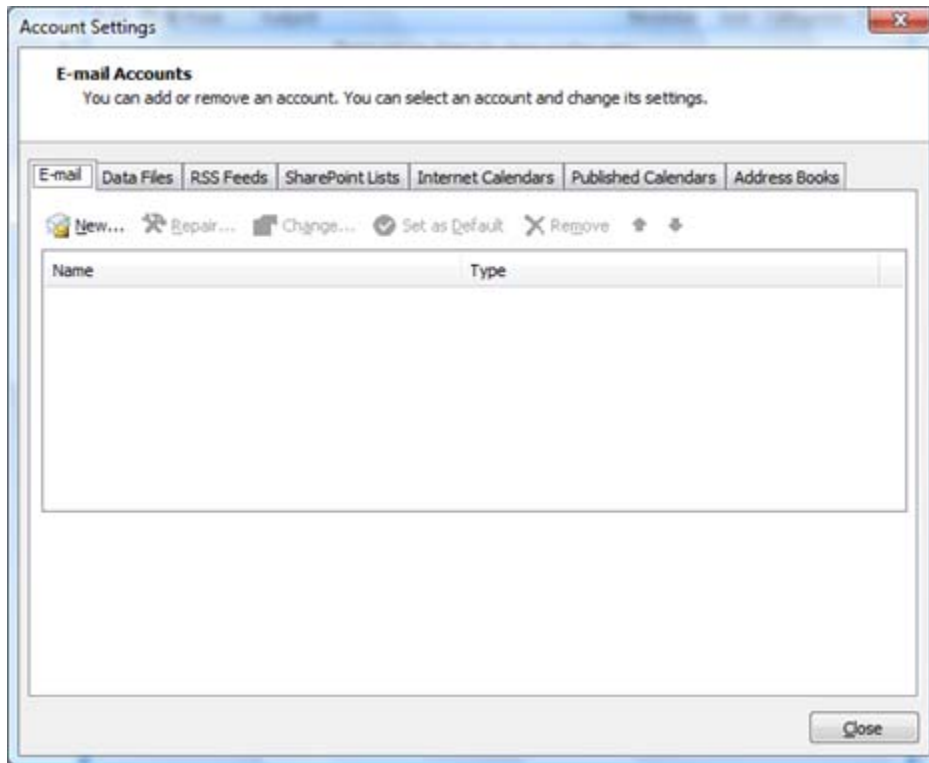 Account Settings
E-mail Accounts
You can add or remove an account. You can select an account and change its settings.
E-mail Data Files RSS Feeds SharePoint Lists Internet Calendars Published Calendars Address Books
New... Repair... Change... Set as Default Remove
Name Type
Close